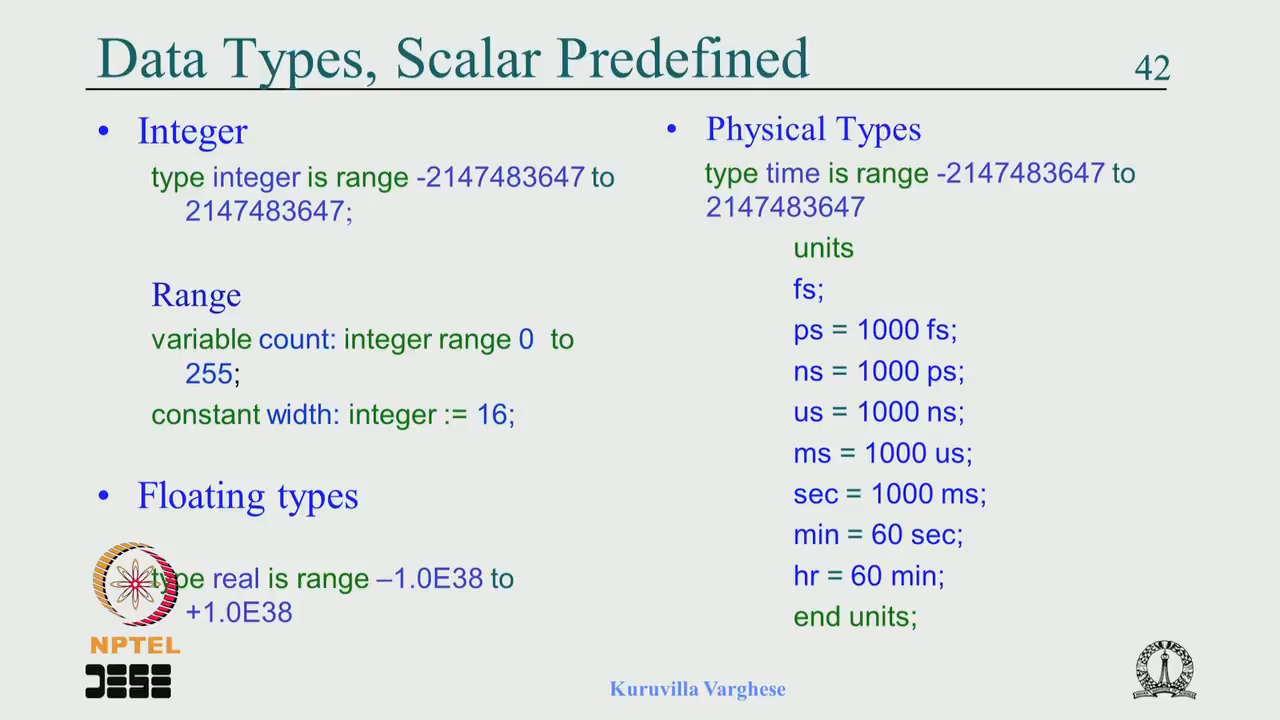 Data Types, Scalar Predefined
42
• Integer
type integer is range -2147483647 to
2147483647;
Range
variable count: integer range 0 to
255;
constant width: integer := 16;
• Floating types
type real is range –1.0E38 to
+1.0E38
• Physical Types
type time is range -2147483647 to
2147483647
units
fs;
ps = 1000 fs;
ns = 1000 ps;
us = 1000 ns;
ms = 1000 us;
sec = 1000 ms;
min = 60 sec;
hr = 60 min;
end units;
NPTEL
DESE
Kuruvilla Varghese